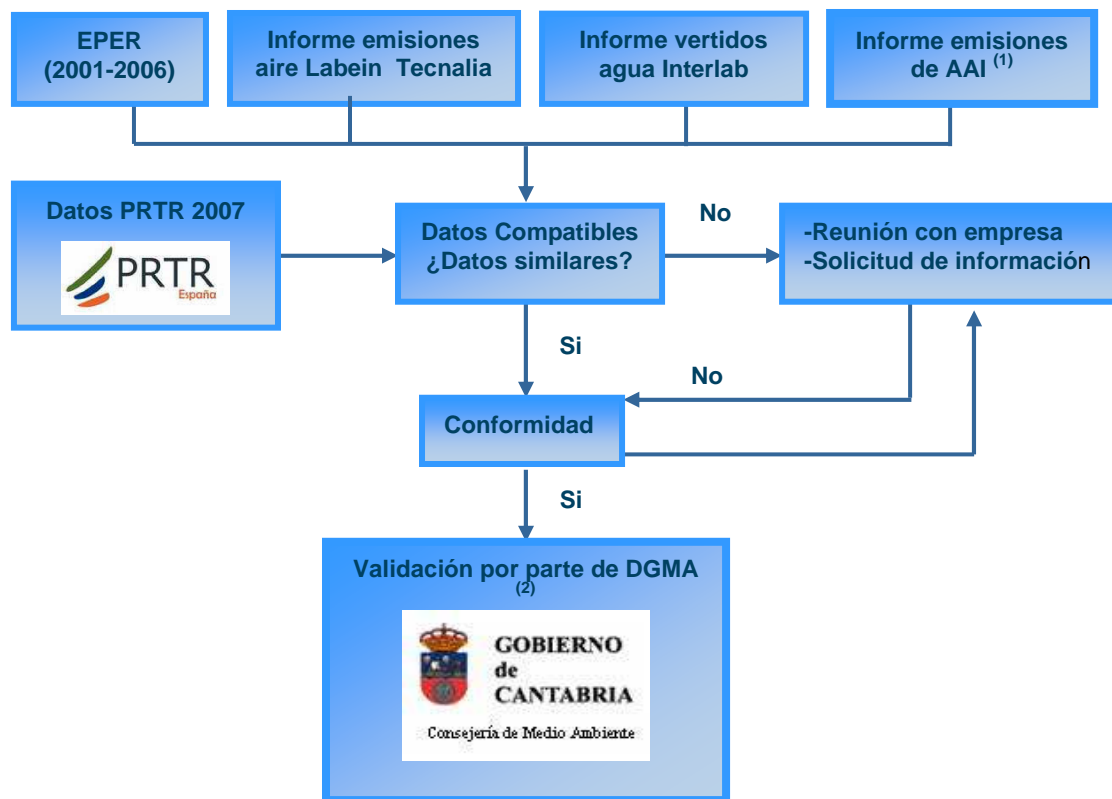 EPER
(2001-2006)
Informe emisiones
aire Labein Tecnalia
Informe vertidos
agua Interlab
Informe emisiones
de AAI (1)
Datos PRTR 2007
PRTR
España
Datos Compatibles
¿Datos similares?
No
-Reunión con empresa
-Solicitud de información
Si
No
Conformidad
Si
Validación por parte de DGMA
(2)
GOBIERNO
de
CANTABRIA
Consejería de Medio Ambiente